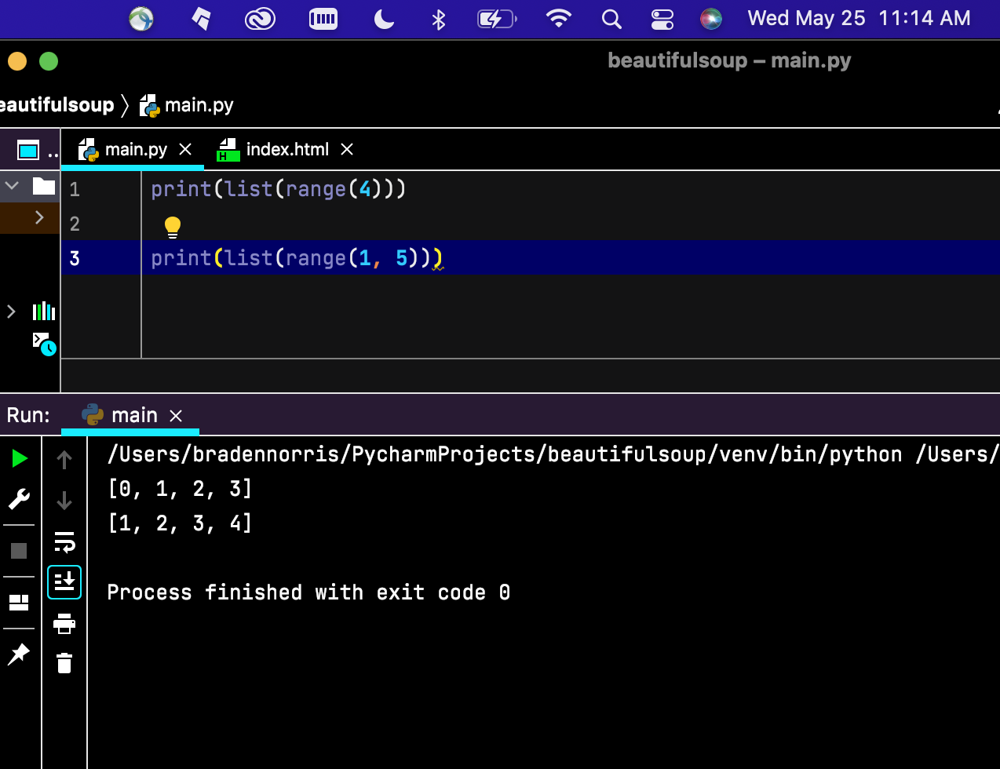 Wed May 25 11:14 AM
beautifulsoup – main.py
eautifulsoup main.py
..
main.py
index.html
1 print(list(range(4)))
2
3 print(list(range(1, 5)))
Run: main
/Users/bradennorris/PycharmProjects/beautifulsoup/venv/bin/python /Users/
[0, 1, 2, 3]
[1, 2, 3, 4]
Process finished with exit code 0